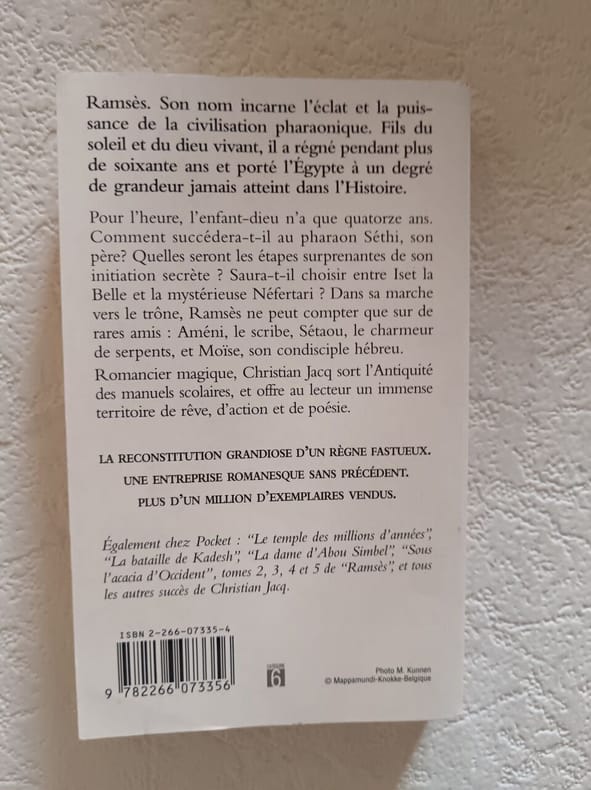 Ramsès. Son nom incarne l'éclat et la puis-
sance de la civilisation pharaonique. Fils du
soleil et du dieu vivant, il a régné pendant plus
de soixante ans et porté l'Égypte à un degré
de grandeur jamais atteint dans l'Histoire.
Pour l'heure, l'enfant-dieu n'a que quatorze ans.
Comment succédera-t-il au pharaon Séthi, son
père? Quelles seront les étapes surprenantes de son
initiation secrète ? Saura-t-il choisir entre Iset la
Belle et la mystérieuse Néfertari ? Dans sa marche
vers le trône, Ramsès ne peut compter que sur de
rares amis : Améni, le scribe, Sétaou, le charmeur
de serpents, et Moïse, son condisciple hébreu.
Romancier magique, Christian Jacq sort l'Antiquité
des manuels scolaires, et offre au lecteur un immense
territoire de rêve, d'action et de poésie.
LA RECONSTITUTION GRANDIOSE D'UN RÈGNE FASTUEUX.
UNE ENTREPRISE ROMANESQUE SANS PRÉCÉDENT.
PLUS D'UN MILLION D'EXEMPLAIRES VENDUS.
Également chez Pocket : "Le temple des millions d'années",
"La bataille de Kadesh", "La dame d'Abou Simbel", "Sous
l'acacia d'Occident", tomes 2, 3, 4 et 5 de "Ramsès", et tous
les autres succès de Christian Jacq.
ISBN 2-266-07335-4
9 782266 073356
6
Photo M. Kunnen
© Mappamundi-Knokke-Belgique